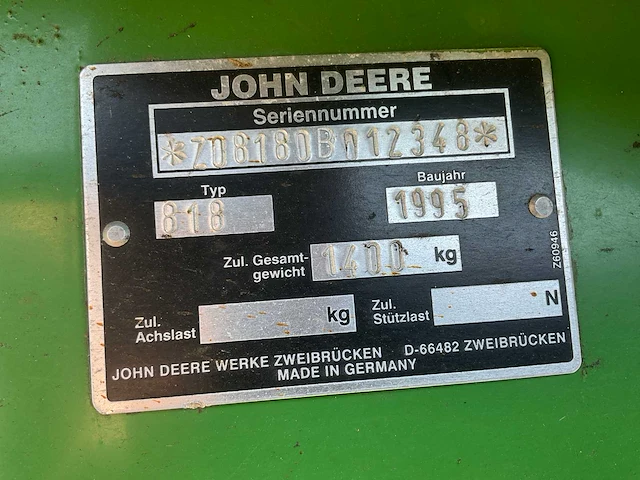 JOHN DEERE
Seriennummer
*Z0818DBW12348*
Typ
Baujahr
818
1995
Zul. Gesamt-
gewicht
1400 kg
Zul.
Achslast
kg
Zul.
Stützlast
N
JOHN DEERE WERKE ZWEIBRÜCKEN D-66482 ZWEIBRÜCKEN
MADE IN GERMANY
Z60946